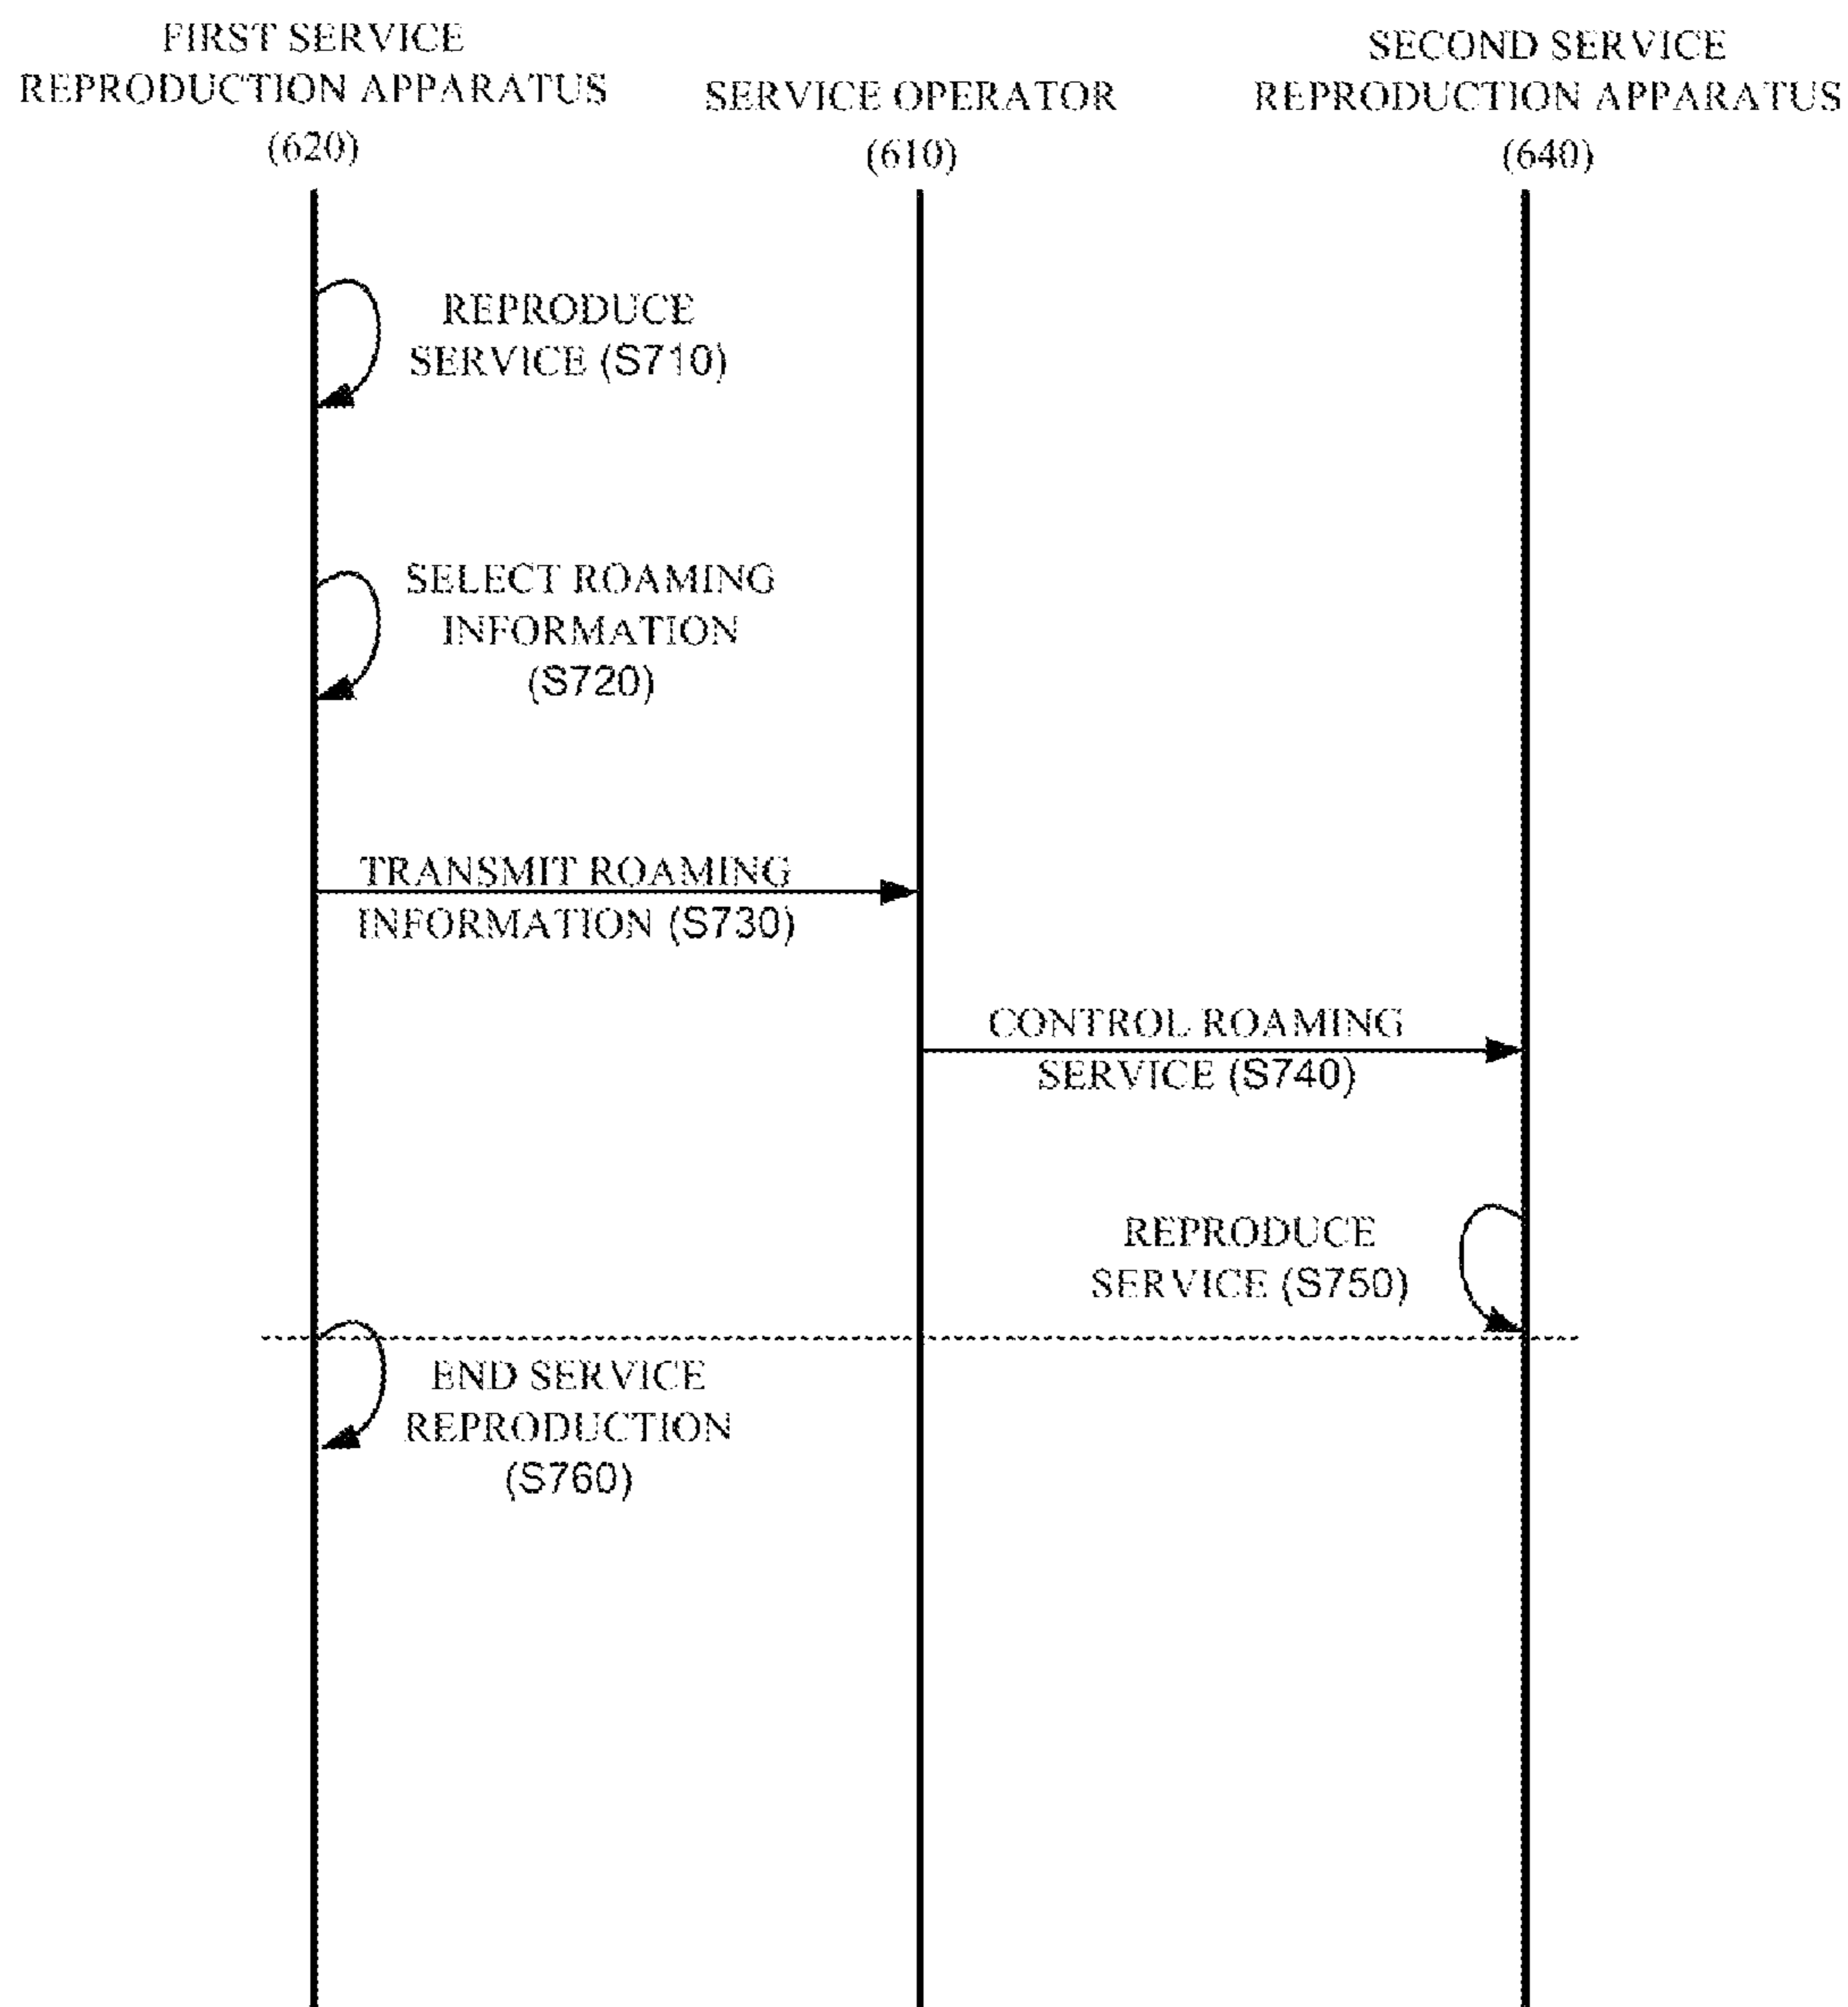 FIRST SERVICE
REPRODUCTION APPARATUS
(620)
SERVICE OPERATOR
(610)
SECOND SERVICE
REPRODUCTION APPARATUS
(640)
REPRODUCE
SERVICE (S710)
SELECT ROAMING
INFORMATION
(S720)
TRANSMIT ROAMING
INFORMATION (S730)
CONTROL ROAMING
SERVICE (S740)
REPRODUCE
SERVICE (S750)
END SERVICE
REPRODUCTION
(S760)